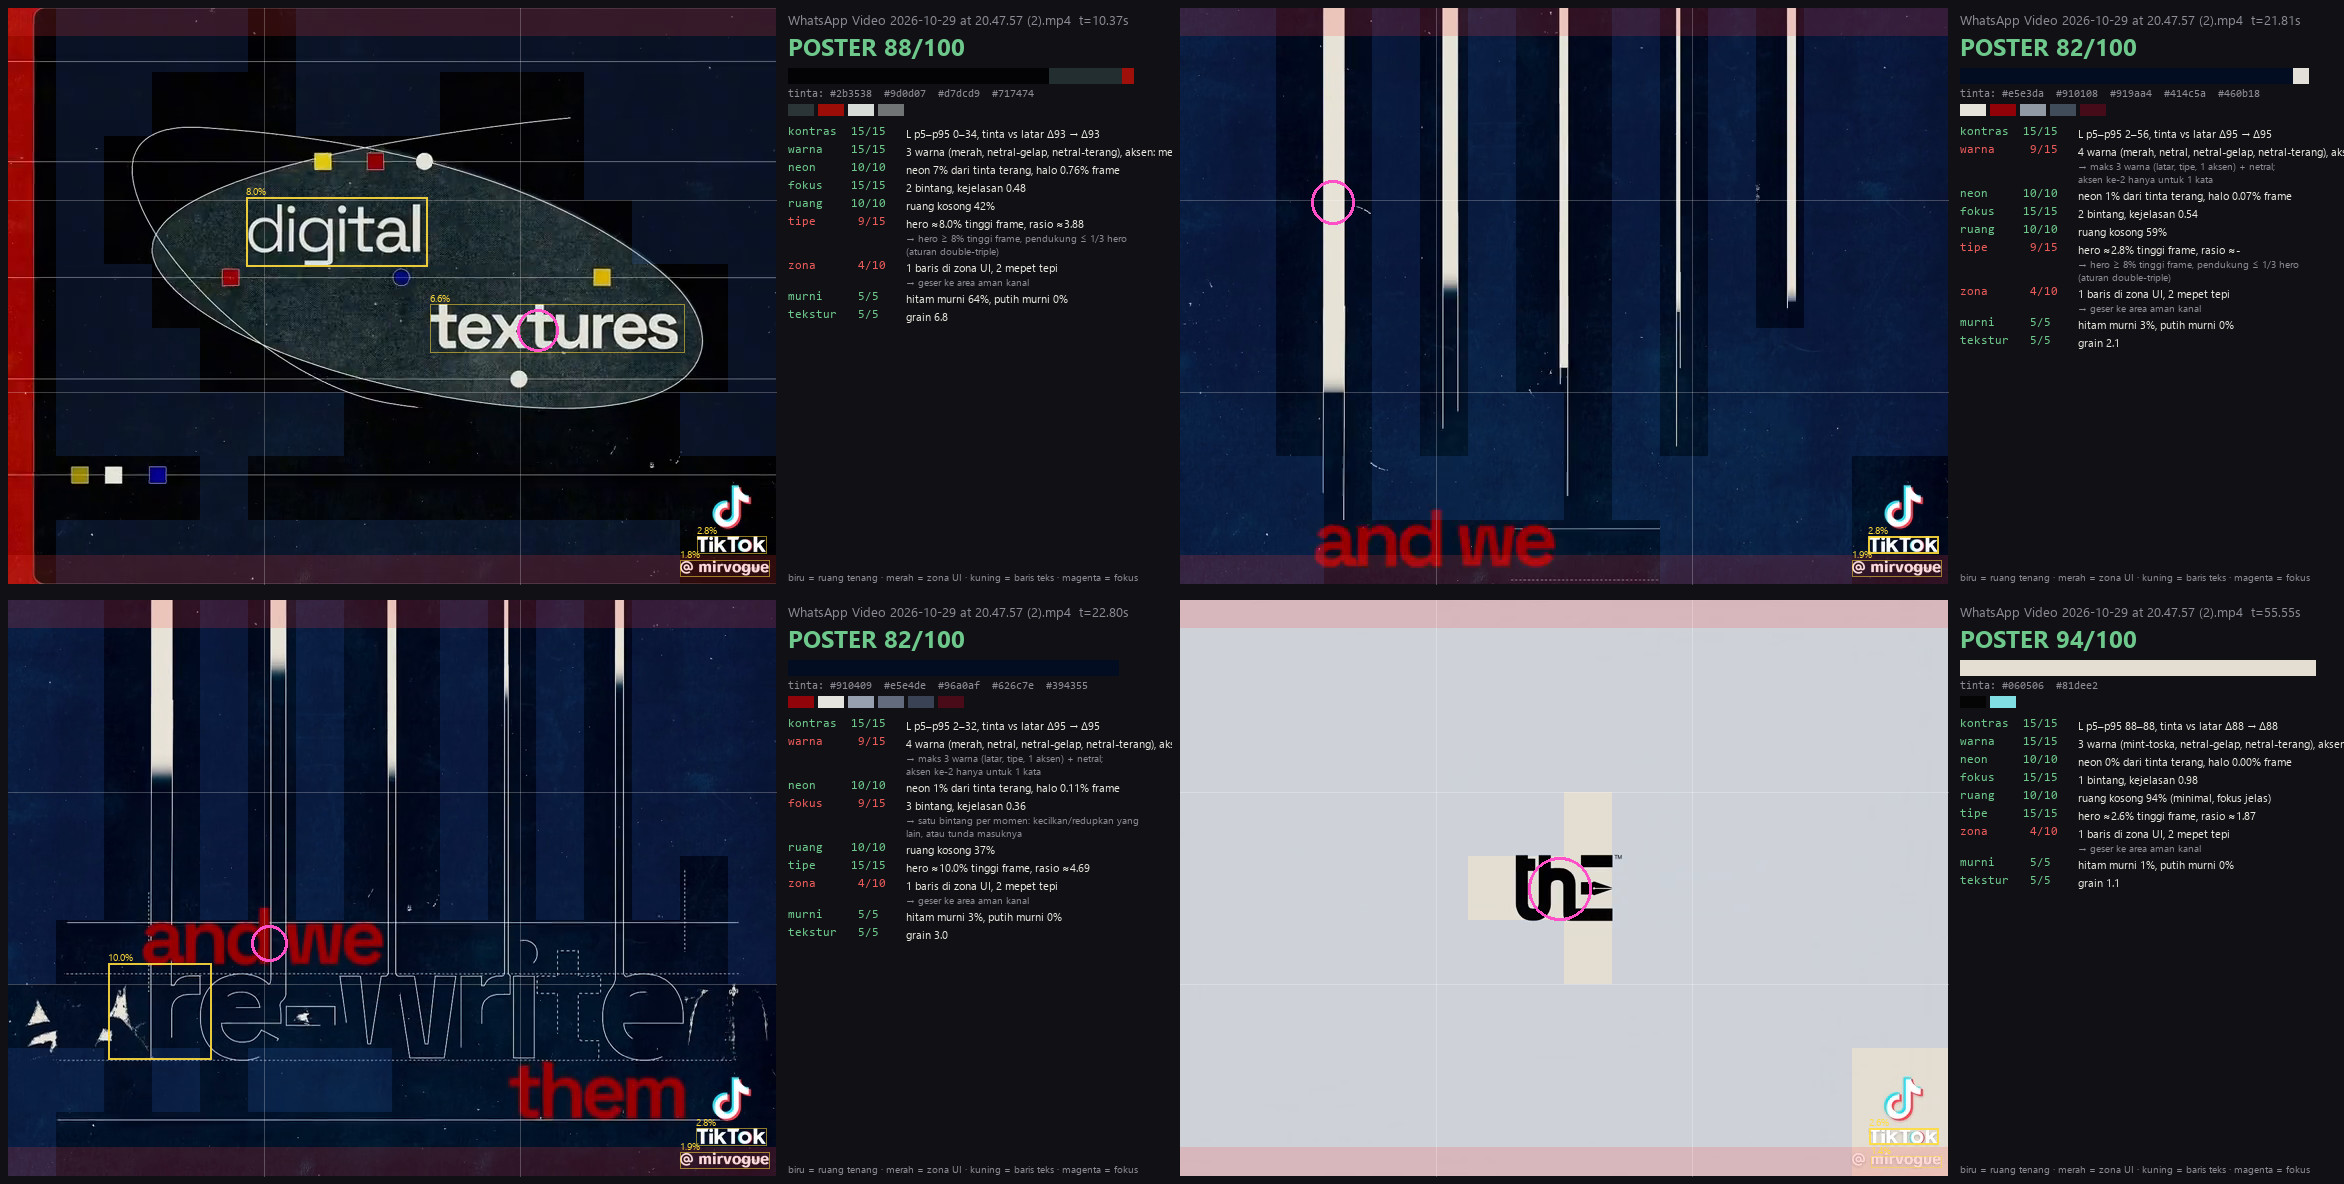 WhatsApp Video 2026-10-29 at 20.47.57 (2).mp4 t=10.37s
POSTER 88/100
tinta: #2b3538 #9d0d07 #d7dcd9 #717474
kontras 15/15 L p5–p95 0–34, tinta vs latar Δ93 → Δ93
warna 15/15 3 warna (merah, netral-gelap, netral-terang), aksen: me
neon 10/10 neon 7% dari tinta terang, halo 0.76% frame
fokus 15/15 2 bintang, kejelasan 0.48
ruang 10/10 ruang kosong 42%
tipe 9/15 hero ≈8.0% tinggi frame, rasio ≈3.88
→ hero ≥ 8% tinggi frame, pendukung ≤ 1/3 hero
(aturan double-triple)
zona 4/10 1 baris di zona UI, 2 mepet tepi
→ geser ke area aman kanal
murni 5/5 hitam murni 64%, putih murni 0%
tekstur 5/5 grain 6.8
biru = ruang tenang · merah = zona UI · kuning = baris teks · magenta = fokus
8.0%
digital
6.6%
textures
2.8%
TikTok
1.8%
@ mirvogue
WhatsApp Video 2026-10-29 at 20.47.57 (2).mp4 t=21.81s
POSTER 82/100
tinta: #e5e3da #910108 #919aa4 #414c5a #460b18
kontras 15/15 L p5–p95 2–56, tinta vs latar Δ95 → Δ95
warna 9/15 4 warna (merah, netral, netral-gelap, netral-terang), aks
→ maks 3 warna (latar, tipe, 1 aksen) + netral;
aksen ke-2 hanya untuk 1 kata
neon 10/10 neon 1% dari tinta terang, halo 0.07% frame
fokus 15/15 2 bintang, kejelasan 0.54
ruang 10/10 ruang kosong 59%
tipe 9/15 hero ≈2.8% tinggi frame, rasio ≈-
→ hero ≥ 8% tinggi frame, pendukung ≤ 1/3 hero
(aturan double-triple)
zona 4/10 1 baris di zona UI, 2 mepet tepi
→ geser ke area aman kanal
murni 5/5 hitam murni 3%, putih murni 0%
tekstur 5/5 grain 2.1
biru = ruang tenang · merah = zona UI · kuning = baris teks · magenta = fokus
and we
2.8%
TikTok
1.9%
@ mirvogue
WhatsApp Video 2026-10-29 at 20.47.57 (2).mp4 t=22.80s
POSTER 82/100
tinta: #910409 #e5e4de #96a0af #626c7e #394355
kontras 15/15 L p5–p95 2–32, tinta vs latar Δ95 → Δ95
warna 9/15 4 warna (merah, netral, netral-gelap, netral-terang), aks
→ maks 3 warna (latar, tipe, 1 aksen) + netral;
aksen ke-2 hanya untuk 1 kata
neon 10/10 neon 1% dari tinta terang, halo 0.11% frame
fokus 9/15 3 bintang, kejelasan 0.36
→ satu bintang per momen: kecilkan/redupkan yang
lain, atau tunda masuknya
ruang 10/10 ruang kosong 37%
tipe 15/15 hero ≈10.0% tinggi frame, rasio ≈4.69
zona 4/10 1 baris di zona UI, 2 mepet tepi
→ geser ke area aman kanal
murni 5/5 hitam murni 3%, putih murni 0%
tekstur 5/5 grain 3.0
biru = ruang tenang · merah = zona UI · kuning = baris teks · magenta = fokus
and we
10.0%
re-write
them
2.8%
TikTok
1.9%
@ mirvogue
WhatsApp Video 2026-10-29 at 20.47.57 (2).mp4 t=55.55s
POSTER 94/100
tinta: #060506 #81dee2
kontras 15/15 L p5–p95 88–88, tinta vs latar Δ88 → Δ88
warna 15/15 3 warna (mint-toska, netral-gelap, netral-terang), aksen
neon 10/10 neon 0% dari tinta terang, halo 0.00% frame
fokus 15/15 1 bintang, kejelasan 0.98
ruang 10/10 ruang kosong 94% (minimal, fokus jelas)
tipe 15/15 hero ≈2.6% tinggi frame, rasio ≈1.87
zona 4/10 1 baris di zona UI, 2 mepet tepi
→ geser ke area aman kanal
murni 5/5 hitam murni 1%, putih murni 0%
tekstur 5/5 grain 1.1
biru = ruang tenang · merah = zona UI · kuning = baris teks · magenta = fokus
thE™
TikTok
@ mirvogue